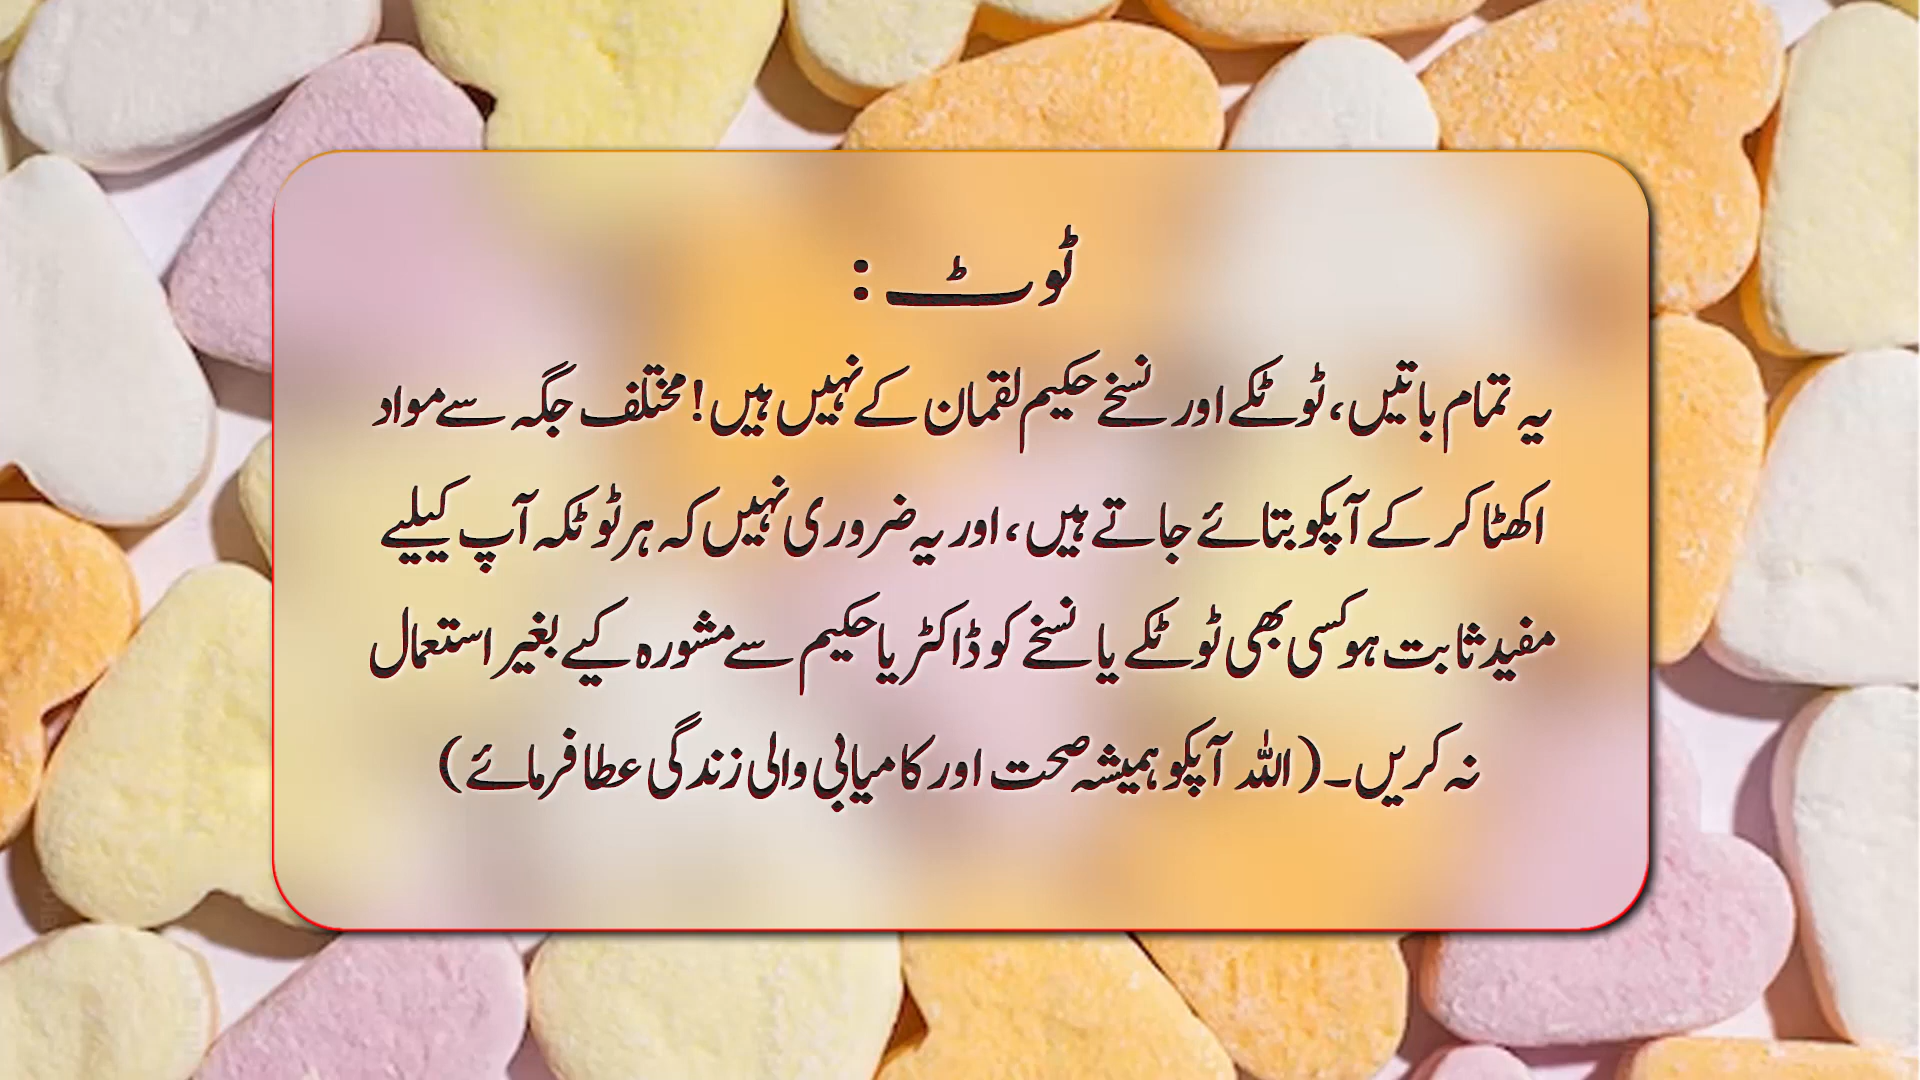 ٹوٹ :
یہ تمام باتیں، ٹوٹکے اور نسخے حکیم لقمان کے نہیں ہیں! مختلف جگہ سے مواد
اکھٹا کر کے آپکو بتائے جاتے ہیں، اور یہ ضروری نہیں کہ ہر ٹوٹکہ آپ کیلیے
مفید ثابت ہو کسی بھی ٹوٹکے یا نسخے کو ڈاکٹر یا حکیم سے مشورہ کیے بغیر استعمال
نہ کریں۔ (اللہ آپکو ہمیشہ صحت اور کامیابی والی زندگی عطا فرمائے)